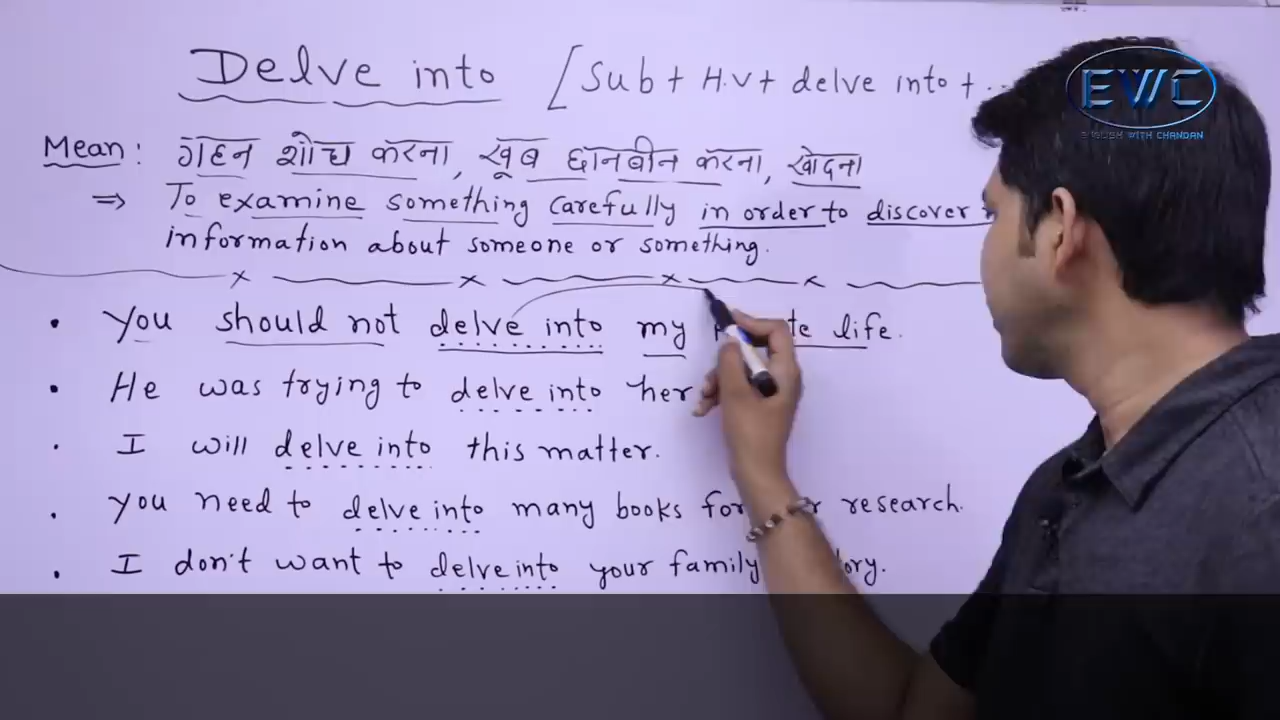 Delve into [Sub + H.V + delve into + ...
Mean: गहन शोध करना, खूब छानबीन करना, खोदना
⇒ To examine something carefully in order to discover
information about someone or something.
• You should not delve into my life.
• He was trying to delve into her
• I will delve into this matter.
• You need to delve into many books for research.
• I don't want to delve into your family
EWC
ENGLISH WITH CHANDAN